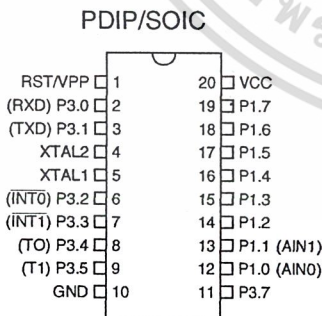 PDIP/SOIC
RST/VPP 1 20 VCC
(RXD) P3.0 2 19 P1.7
(TXD) P3.1 3 18 P1.6
XTAL2 4 17 P1.5
XTAL1 5 16 P1.4
(INT0) P3.2 6 15 P1.3
(INT1) P3.3 7 14 P1.2
(TO) P3.4 8 13 P1.1 (AIN1)
(T1) P3.5 9 12 P1.0 (AIN0)
GND 10 11 P3.7